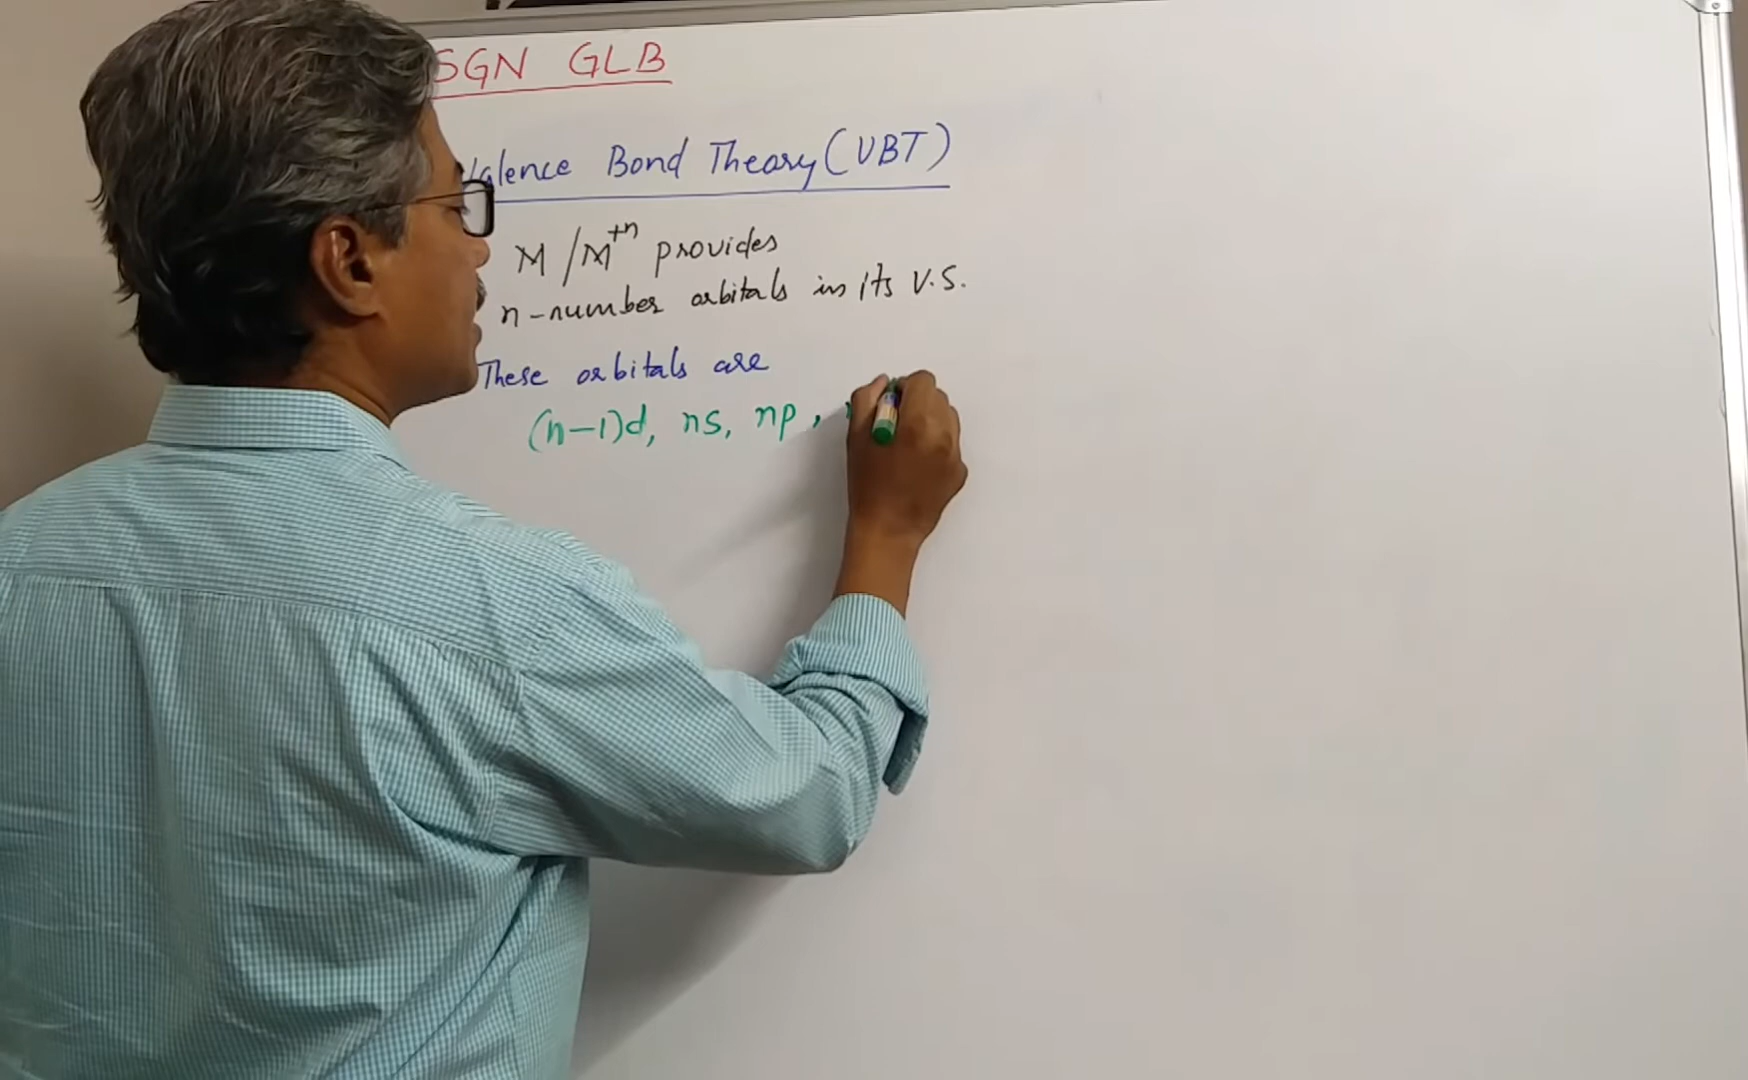 SGN GLB
Valence Bond Theory (VBT)
M/M⁺ⁿ provides
n-number orbitals in its V.S.
These orbitals are
(n-1)d, ns, np,